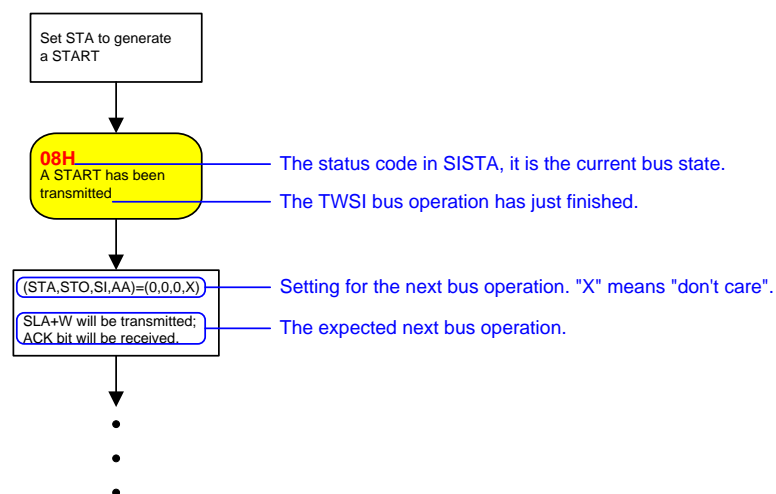 Set STA to generate
a START
08H
A START has been
transmitted
The status code in SISTA, it is the current bus state.
The TWSI bus operation has just finished.
(STA,STO,SI,AA)=(0,0,0,X)
Setting for the next bus operation. "X" means "don't care".
SLA+W will be transmitted;
ACK bit will be received.
The expected next bus operation.